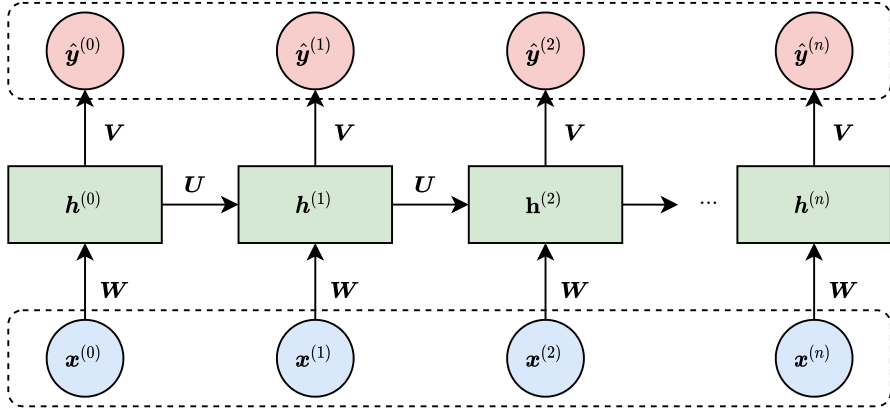 ŷ⁽⁰⁾ ŷ⁽¹⁾ ŷ⁽²⁾ ŷ⁽ⁿ⁾
V V V V
h⁽⁰⁾ U h⁽¹⁾ U h⁽²⁾ ... h⁽ⁿ⁾
W W W W
x⁽⁰⁾ x⁽¹⁾ x⁽²⁾ x⁽ⁿ⁾